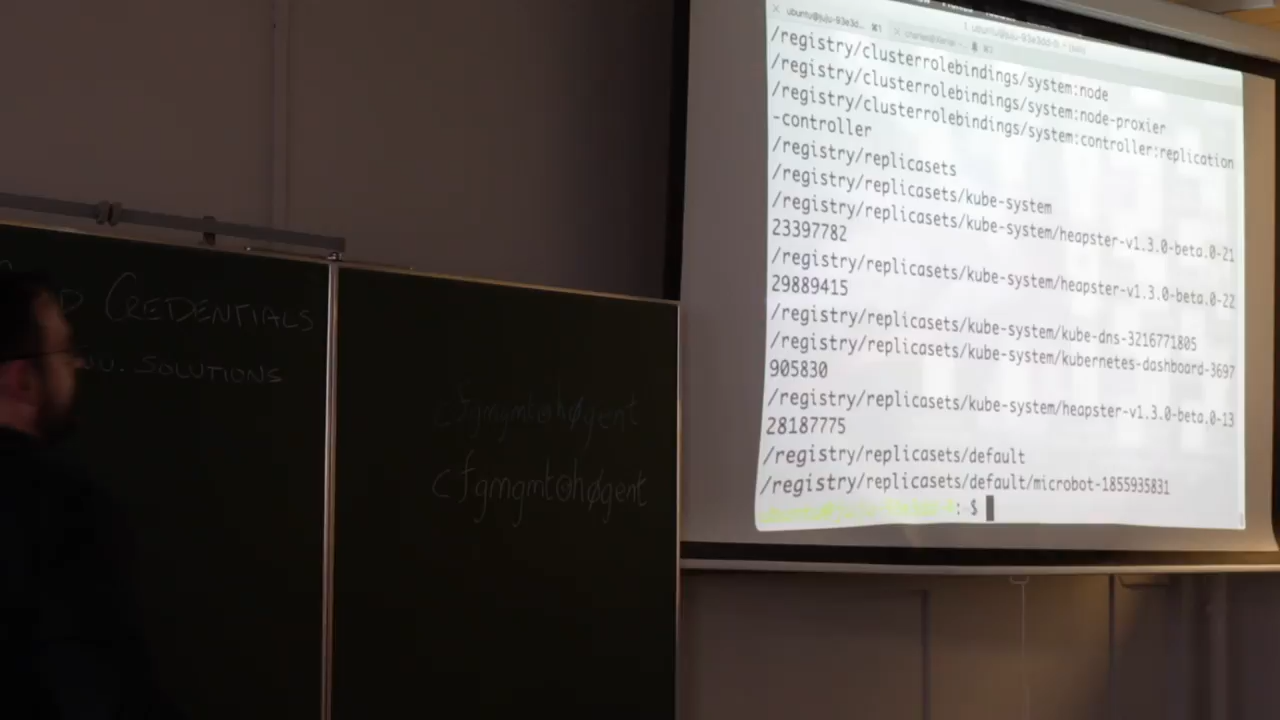 CREDENTIALS
SOLUTIONS
cfgmgmt@h0gent
cfgmgmt@h0gent
/registry/clusterrolebindings/system:node
/registry/clusterrolebindings/system:node-proxier
/registry/clusterrolebindings/system:controller:replication
-controller
/registry/replicasets
/registry/replicasets/kube-system
/registry/replicasets/kube-system/heapster-v1.3.0-beta.0-21
23397782
/registry/replicasets/kube-system/heapster-v1.3.0-beta.0-22
29889415
/registry/replicasets/kube-system/kube-dns-3216771805
/registry/replicasets/kube-system/kubernetes-dashboard-3697
905830
/registry/replicasets/kube-system/heapster-v1.3.0-beta.0-13
28187775
/registry/replicasets/default
/registry/replicasets/default/microbot-1855935831
:~$